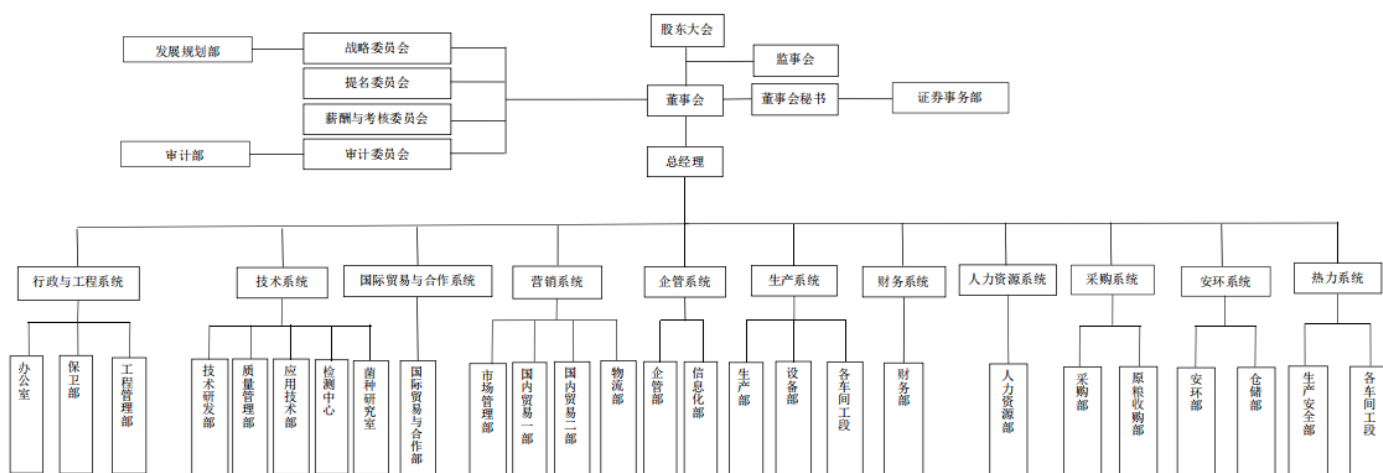 股东大会
监事会
发展规划部
战略委员会
提名委员会
董事会
董事会秘书
证券事务部
薪酬与考核委员会
审计部
审计委员会
总经理
行政与工程系统
技术系统
国际贸易与合作系统
营销系统
企管系统
生产系统
财务系统
人力资源系统
采购系统
安环系统
热力系统
办公室
保卫部
工程管理部
技术研发部
质量管理部
应用技术部
检测中心
菌种研究室
国际贸易与合作部
市场管理部
国内贸易一部
国内贸易二部
物流部
企管部
信息化部
生产部
设备部
各车间工段
财务部
人力资源部
采购部
原粮收购部
安环部
仓储部
生产安全部
各车间工段